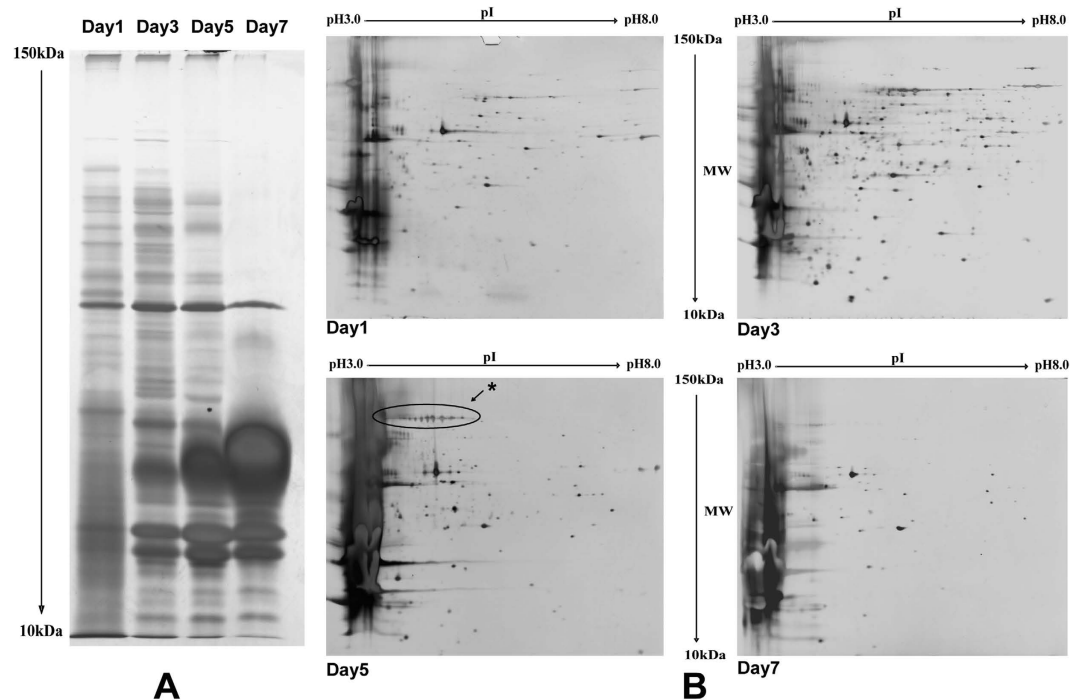 Day1 Day3 Day5 Day7
150kDa
10kDa
A
pI
pH3.0 pH8.0
Day1
150kDa
MW
10kDa
pI
pH3.0 pH8.0
Day3
pI
pH3.0 pH8.0
*
Day5
150kDa
MW
10kDa
pI
pH3.0 pH8.0
Day7
B